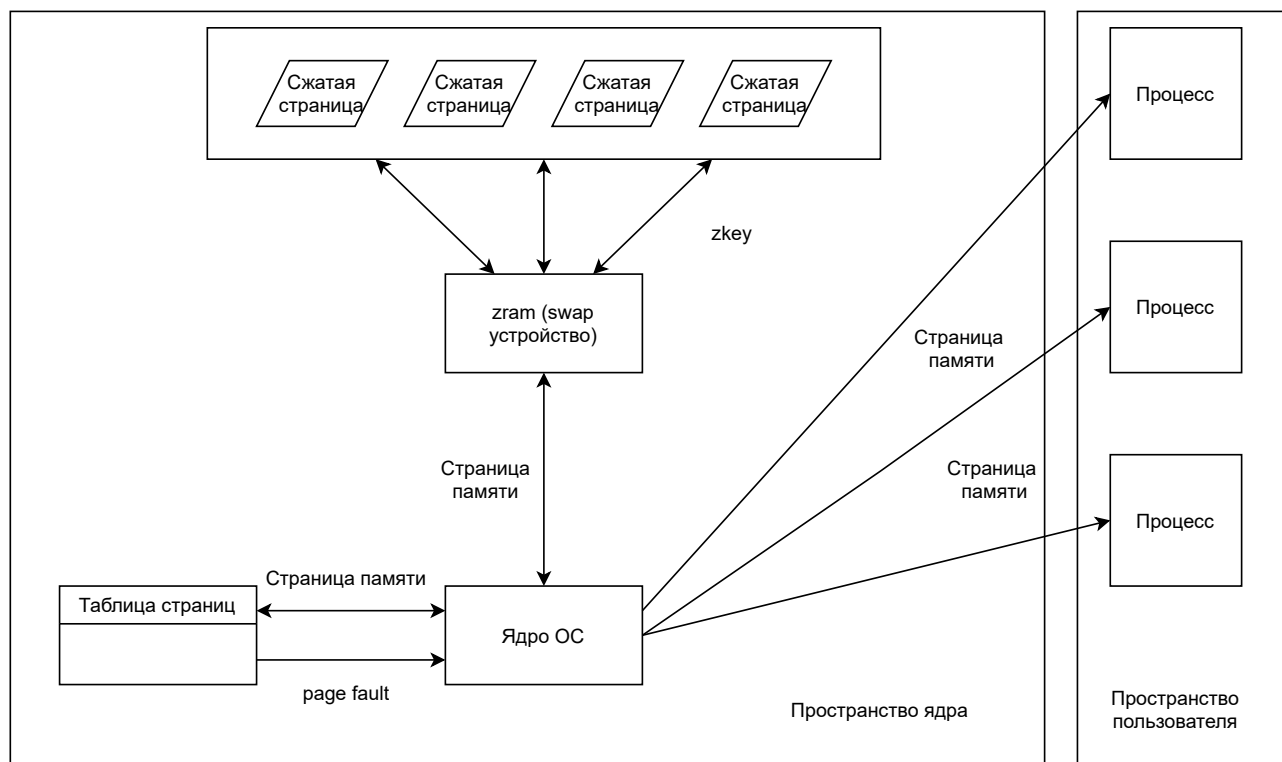 Сжатая
страница
Сжатая
страница
Сжатая
страница
Сжатая
страница
Процесс
zkey
zram (swap
устройство)
Процесс
Страница
памяти
Страница
памяти
Страница
памяти
Процесс
Страница памяти
Таблица страниц
Ядро ОС
page fault
Пространство ядра
Пространство
пользователя